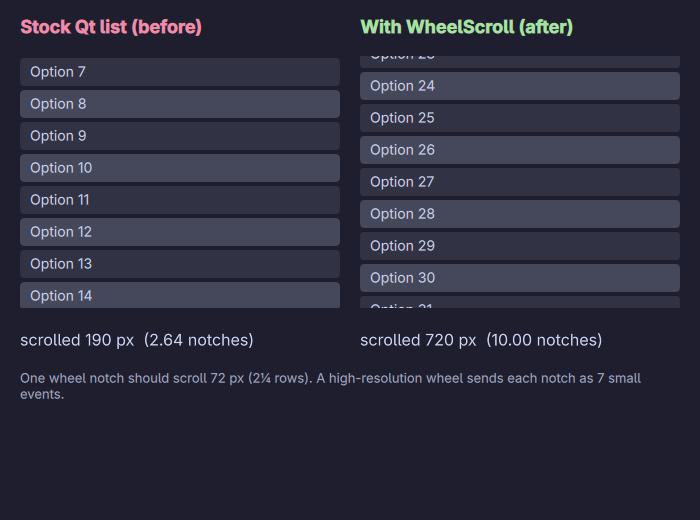 Stock Qt list (before)
Option 7
Option 8
Option 9
Option 10
Option 11
Option 12
Option 13
Option 14
scrolled 190 px (2.64 notches)
With WheelScroll (after)
Option 24
Option 25
Option 26
Option 27
Option 28
Option 29
Option 30
scrolled 720 px (10.00 notches)
One wheel notch should scroll 72 px (2¼ rows). A high-resolution wheel sends each notch as 7 small
events.